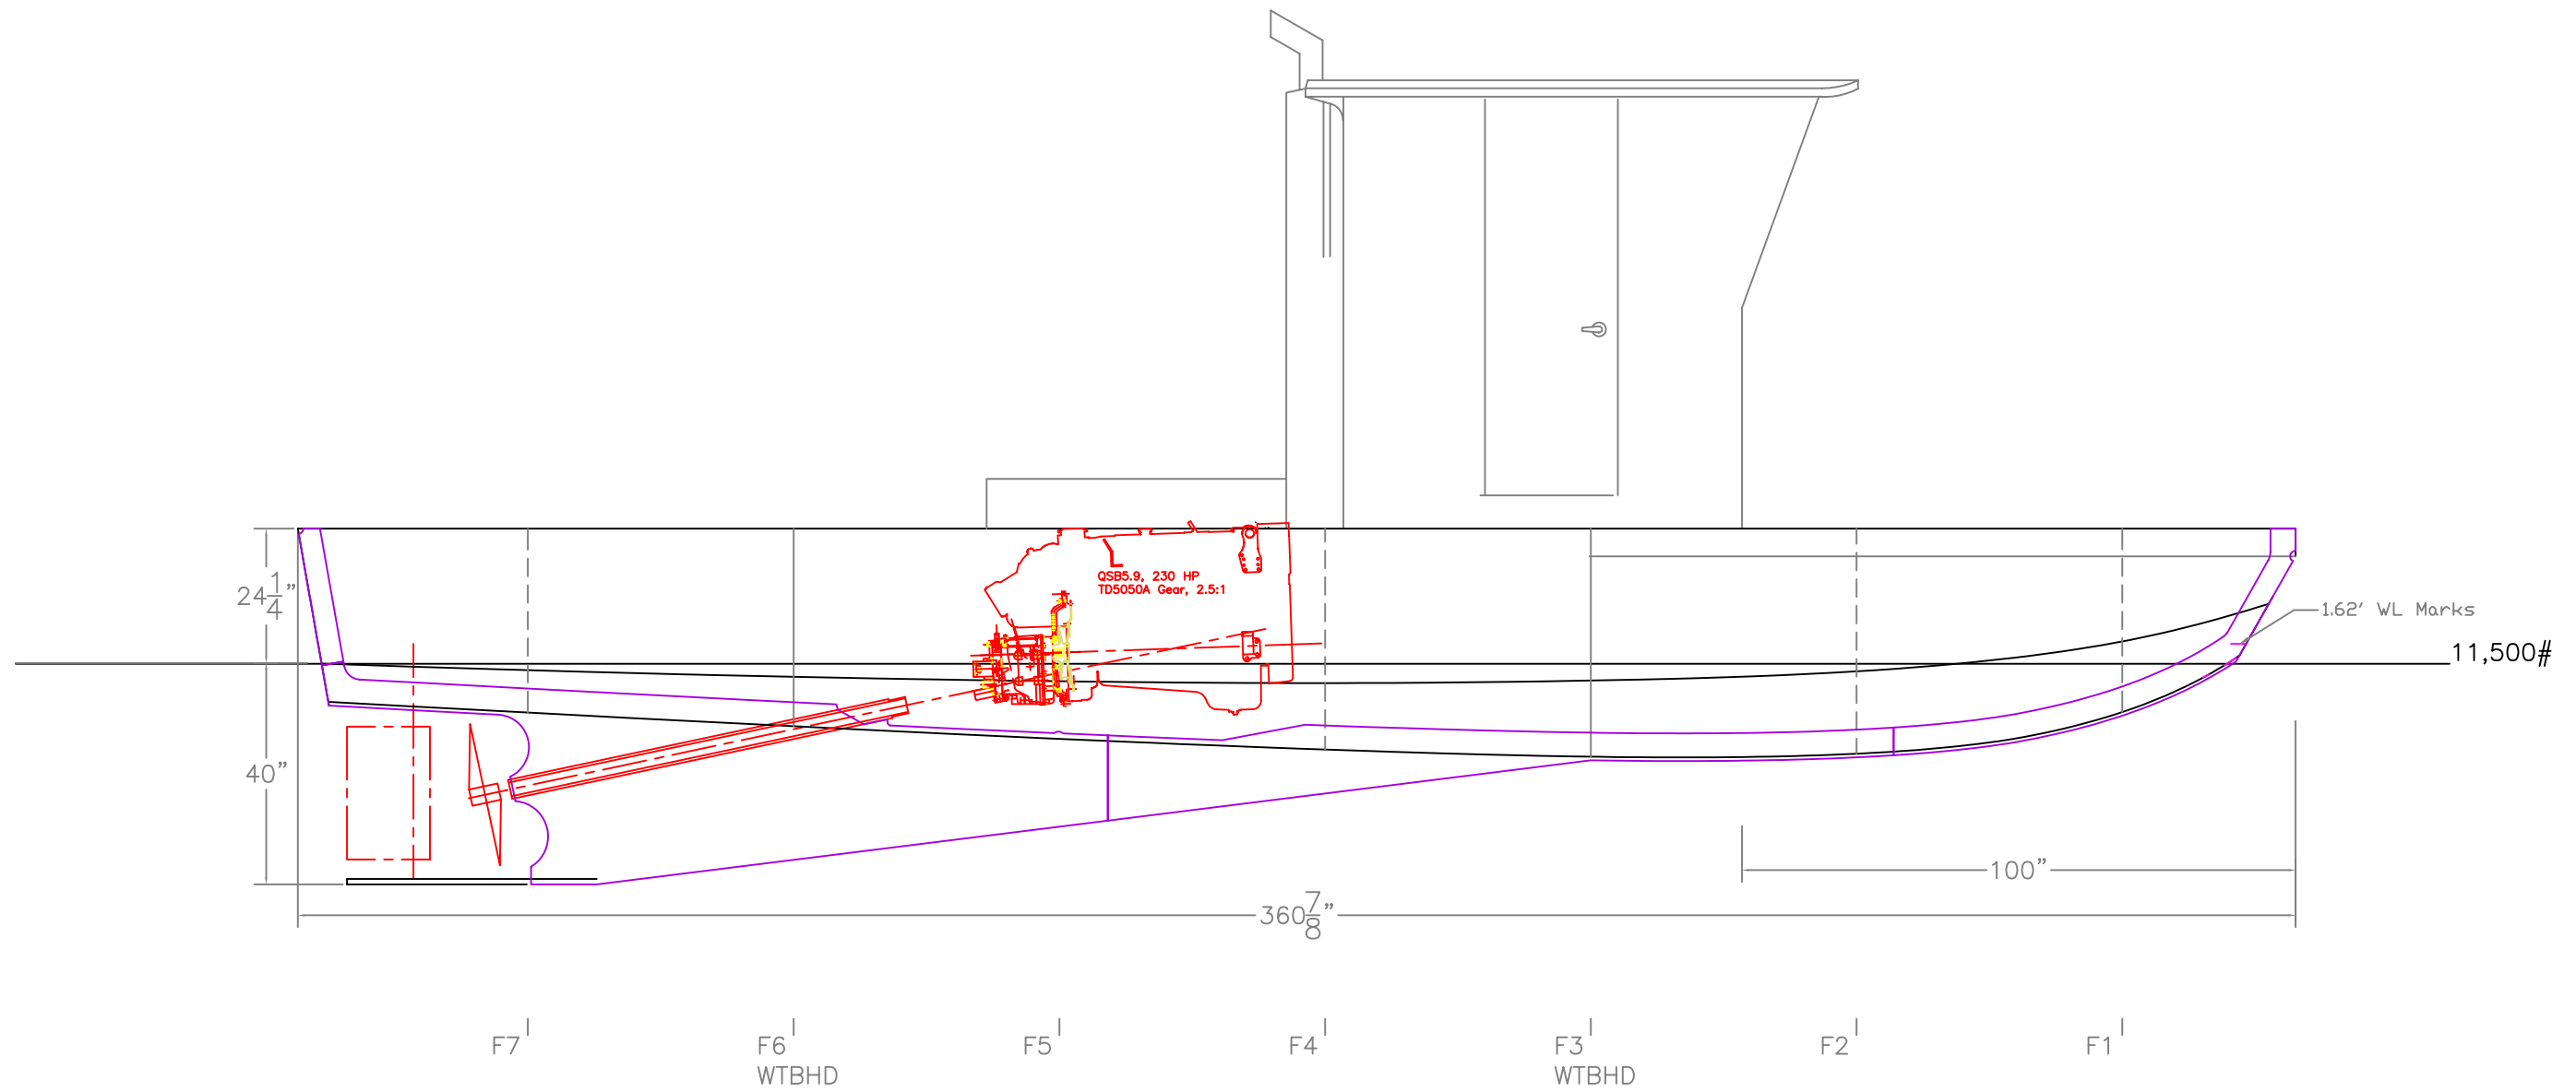 QSB5.9, 230 HP
TD5050A Gear, 2.5:1
24 1/4"
1.62' WL Marks
11,500#
40"
100"
360 7/8"
F7
F6
WTBHD
F5
F4
F3
WTBHD
F2
F1